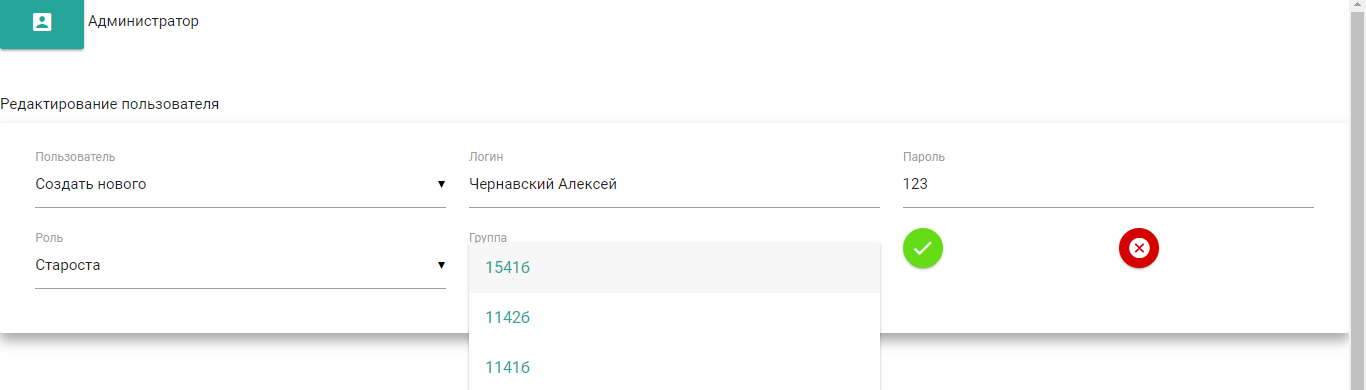 Администратор
Редактирование пользователя
Пользователь Логин Пароль
Создать нового Чернавский Алексей 123
Роль Группа
Староста
1541б
1142б
1141б